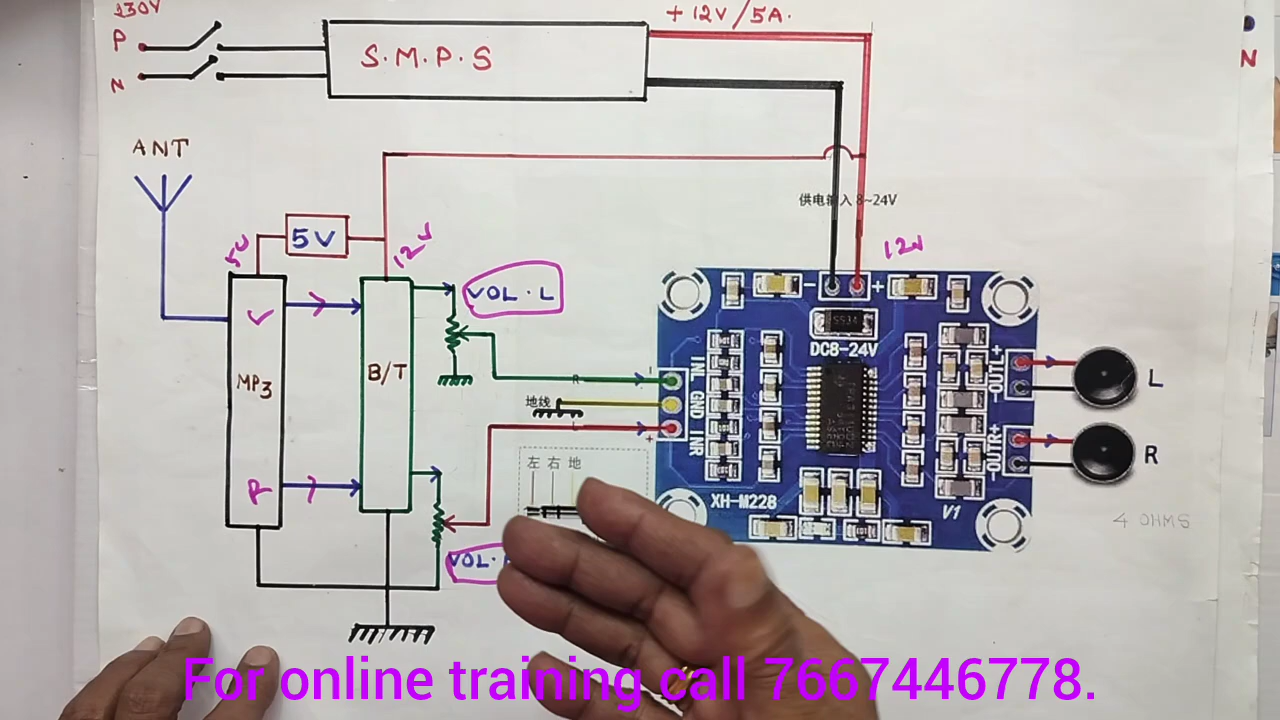 230V
+12V/5A.
P
S.M.P.S
N
N
ANT
供电输入 8~24V
5V
5V
12V
12V
VOL.L
DC8-24V
MP3
B/T
L
R
L
R
地线
INL GND INR
OUTL+
OUTR+
L
R
左 右 地
XH-M228
V1
4 OHMS
VOL.
For online training call 7667446778.